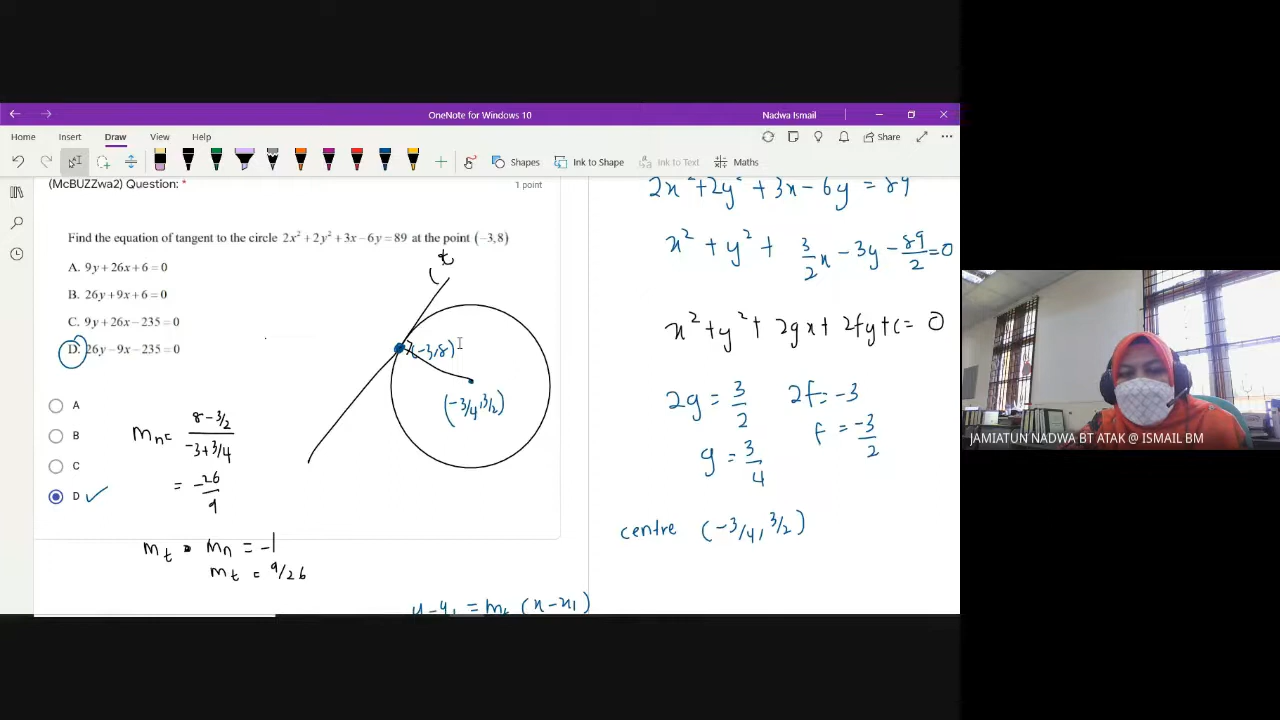 OneNote for Windows 10
Nadwa Ismail
Home Insert Draw View Help
Share
Shapes Ink to Shape Ink to Text Maths
(McBUZZwa2) Question: *
1 point
Find the equation of tangent to the circle 2x² + 2y² + 3x − 6y = 89 at the point (−3,8)
A. 9y + 26x + 6 = 0
B. 26y + 9x + 6 = 0
C. 9y + 26x − 235 = 0
D. 26y − 9x − 235 = 0
A
B
C
D
t
(-3,8)
(-3/4, 3/2)
mn = 8 - 3/2 / -3 + 3/4
= -26/9
mt • mn = -1
mt = 9/26
y - y1 = mt (x - x1)
2x² + 2y² + 3x - 6y = 89
x² + y² + 3/2 x - 3y - 89/2 = 0
x² + y² + 2gx + 2fy + c = 0
2g = 3/2 2f = -3
g = 3/4 f = -3/2
centre (-3/4, 3/2)
JAMIATUN NADWA BT ATAK @ ISMAIL BM